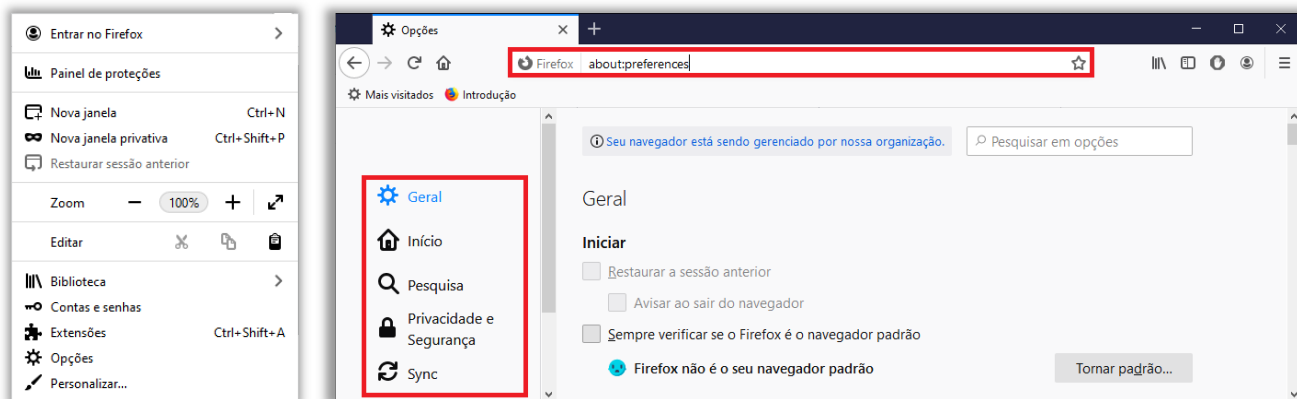 Entrar no Firefox
Painel de proteções
Nova janela Ctrl+N
Nova janela privativa Ctrl+Shift+P
Restaurar sessão anterior
Zoom 100%
Editar
Biblioteca
Contas e senhas
Extensões Ctrl+Shift+A
Opções
Personalizar...
Opções
Firefox about:preferences
Mais visitados Introdução
Seu navegador está sendo gerenciado por nossa organização. Pesquisar em opções
Geral
Início
Pesquisa
Privacidade e
Segurança
Sync
Geral
Iniciar
Restaurar a sessão anterior
Avisar ao sair do navegador
Sempre verificar se o Firefox é o navegador padrão
Firefox não é o seu navegador padrão Tornar padrão...